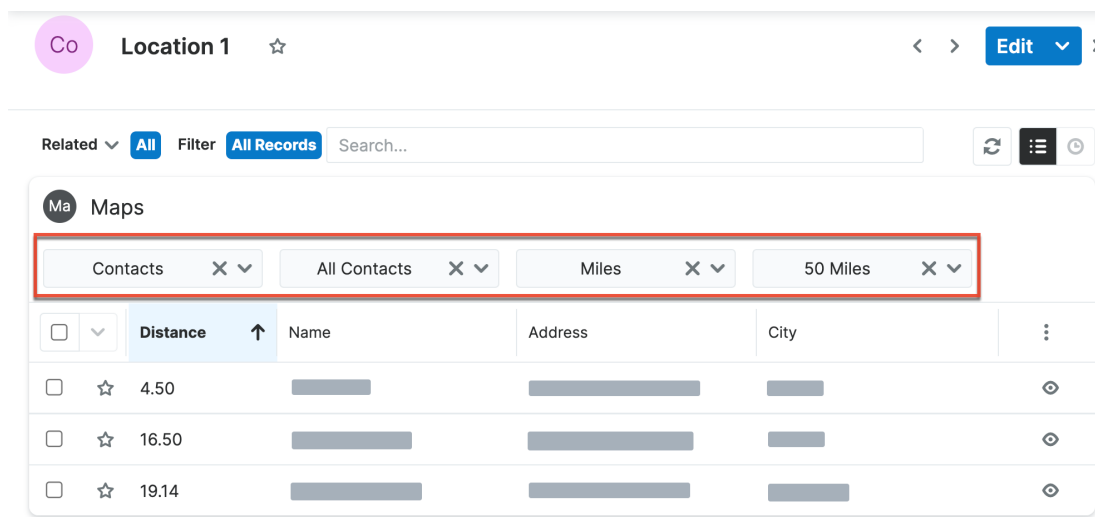 Co Location 1 Edit
Related All Filter All Records Search...
Ma Maps
Contacts All Contacts Miles 50 Miles
Distance Name Address City
4.50
16.50
19.14